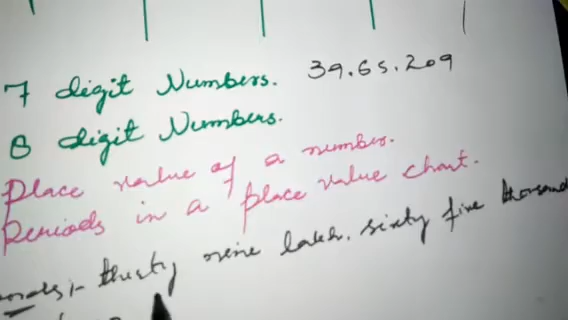 7 digit Numbers. 39.65.209
8 digit Numbers.
Place value of a number.
Periods in a place value chart.
thirty nine lakh. sixty five thousand